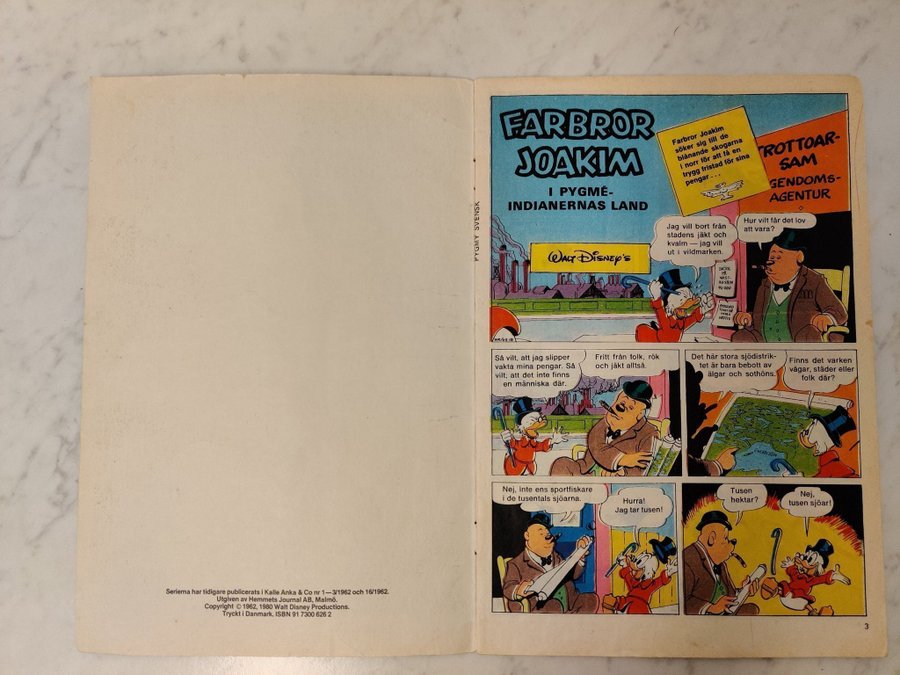 Serierna har tidigare publicerats i Kalle Anka & Co nr 1—3/1962 och 16/1962.
Utgiven av Hemmets Journal AB, Malmö.
Copyright © 1962, 1980 Walt Disney Productions.
Tryckt i Danmark. ISBN 91 7300 626 2
PYGMY SVENSK
FARBROR
JOAKIM
I PYGMÉ-
INDIANERNAS LAND
WALT DISNEY'S
Farbror Joakim
söker sig till de
blånande skogarna
i norr för att få en
trygg fristad för sina
pengar...
TROTTOAR-
SAM
GENDOMS-
AGENTUR
Jag vill bort från
stadens jäkt och
kvalm — jag vill
ut i vildmarken.
Hur vilt får det lov
att vara?
Så vilt, att jag slipper
vakta mina pengar. Så
vilt, att det inte finns
en människa där.
Fritt från folk, rök
och jäkt alltså.
Det här stora sjödistrik-
tet är bara bebott av
älgar och sothöns.
Finns det varken
vägar, städer eller
folk där?
Nej, inte ens sportfiskare
i de tusentals sjöarna.
Hurra!
Jag tar tusen!
Tusen
hektar?
Nej,
tusen sjöar!
3